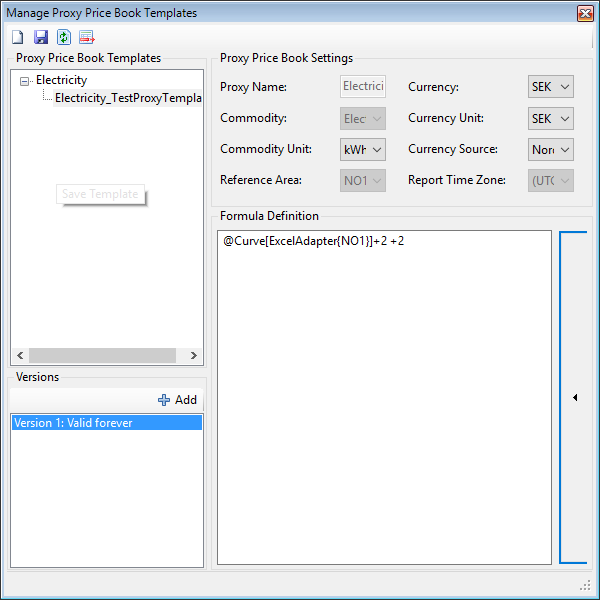 Manage Proxy Price Book Templates
Proxy Price Book Templates
Electricity
Electricity_TestProxyTempla
Save Template
Versions
Add
Version 1: Valid forever
Proxy Price Book Settings
Proxy Name: Electrici Currency: SEK
Commodity: Elect Currency Unit: SEK
Commodity Unit: kWh Currency Source: Nord
Reference Area: NO1 Report Time Zone: (UTC
Formula Definition
@Curve[ExcelAdapter{NO1}]+2 +2